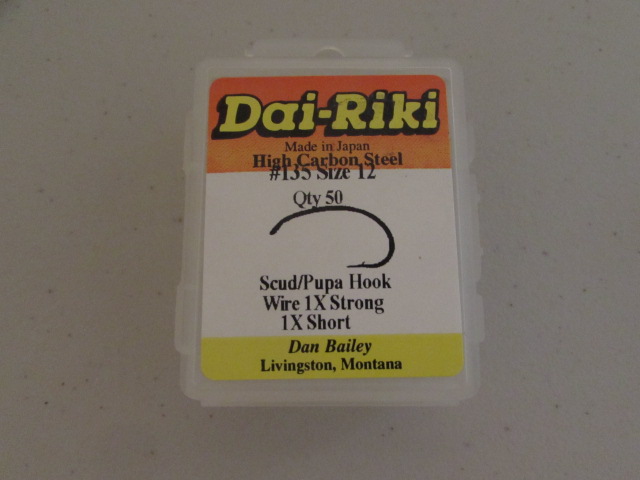 Dai-Riki
Made in Japan
High Carbon Steel
#135 Size 12
Qty 50
Scud/Pupa Hook
Wire 1X Strong
1X Short
Dan Bailey
Livingston, Montana